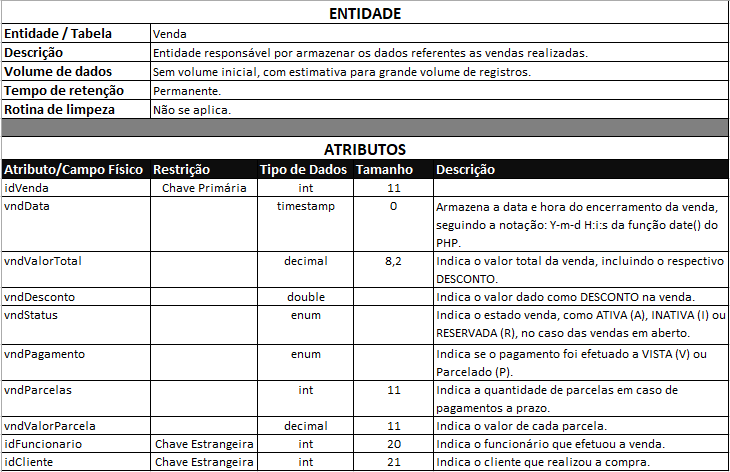 ENTIDADE
Entidade / Tabela Venda
Descrição Entidade responsável por armazenar os dados referentes as vendas realizadas.
Volume de dados Sem volume inicial, com estimativa para grande volume de registros.
Tempo de retenção Permanente.
Rotina de limpeza Não se aplica.
ATRIBUTOS
Atributo/Campo Físico Restrição Tipo de Dados Tamanho Descrição
idVenda Chave Primária int 11
vndData timestamp 0 Armazena a data e hora do encerramento da venda,
seguindo a notação: Y-m-d H:i:s da função date() do
PHP.
vndValorTotal decimal 8,2 Indica o valor total da venda, incluindo o respectivo
DESCONTO.
vndDesconto double Indica o valor dado como DESCONTO na venda.
vndStatus enum Indica o estado venda, como ATIVA (A), INATIVA (I) ou
RESERVADA (R), no caso das vendas em aberto.
vndPagamento enum Indica se o pagamento foi efetuado a VISTA (V) ou
Parcelado (P).
vndParcelas int 11 Indica a quantidade de parcelas em caso de
pagamentos a prazo.
vndValorParcela decimal 11 Indica o valor de cada parcela.
idFuncionario Chave Estrangeira int 20 Indica o funcionário que efetuou a venda.
idCliente Chave Estrangeira int 21 Indica o cliente que realizou a compra.